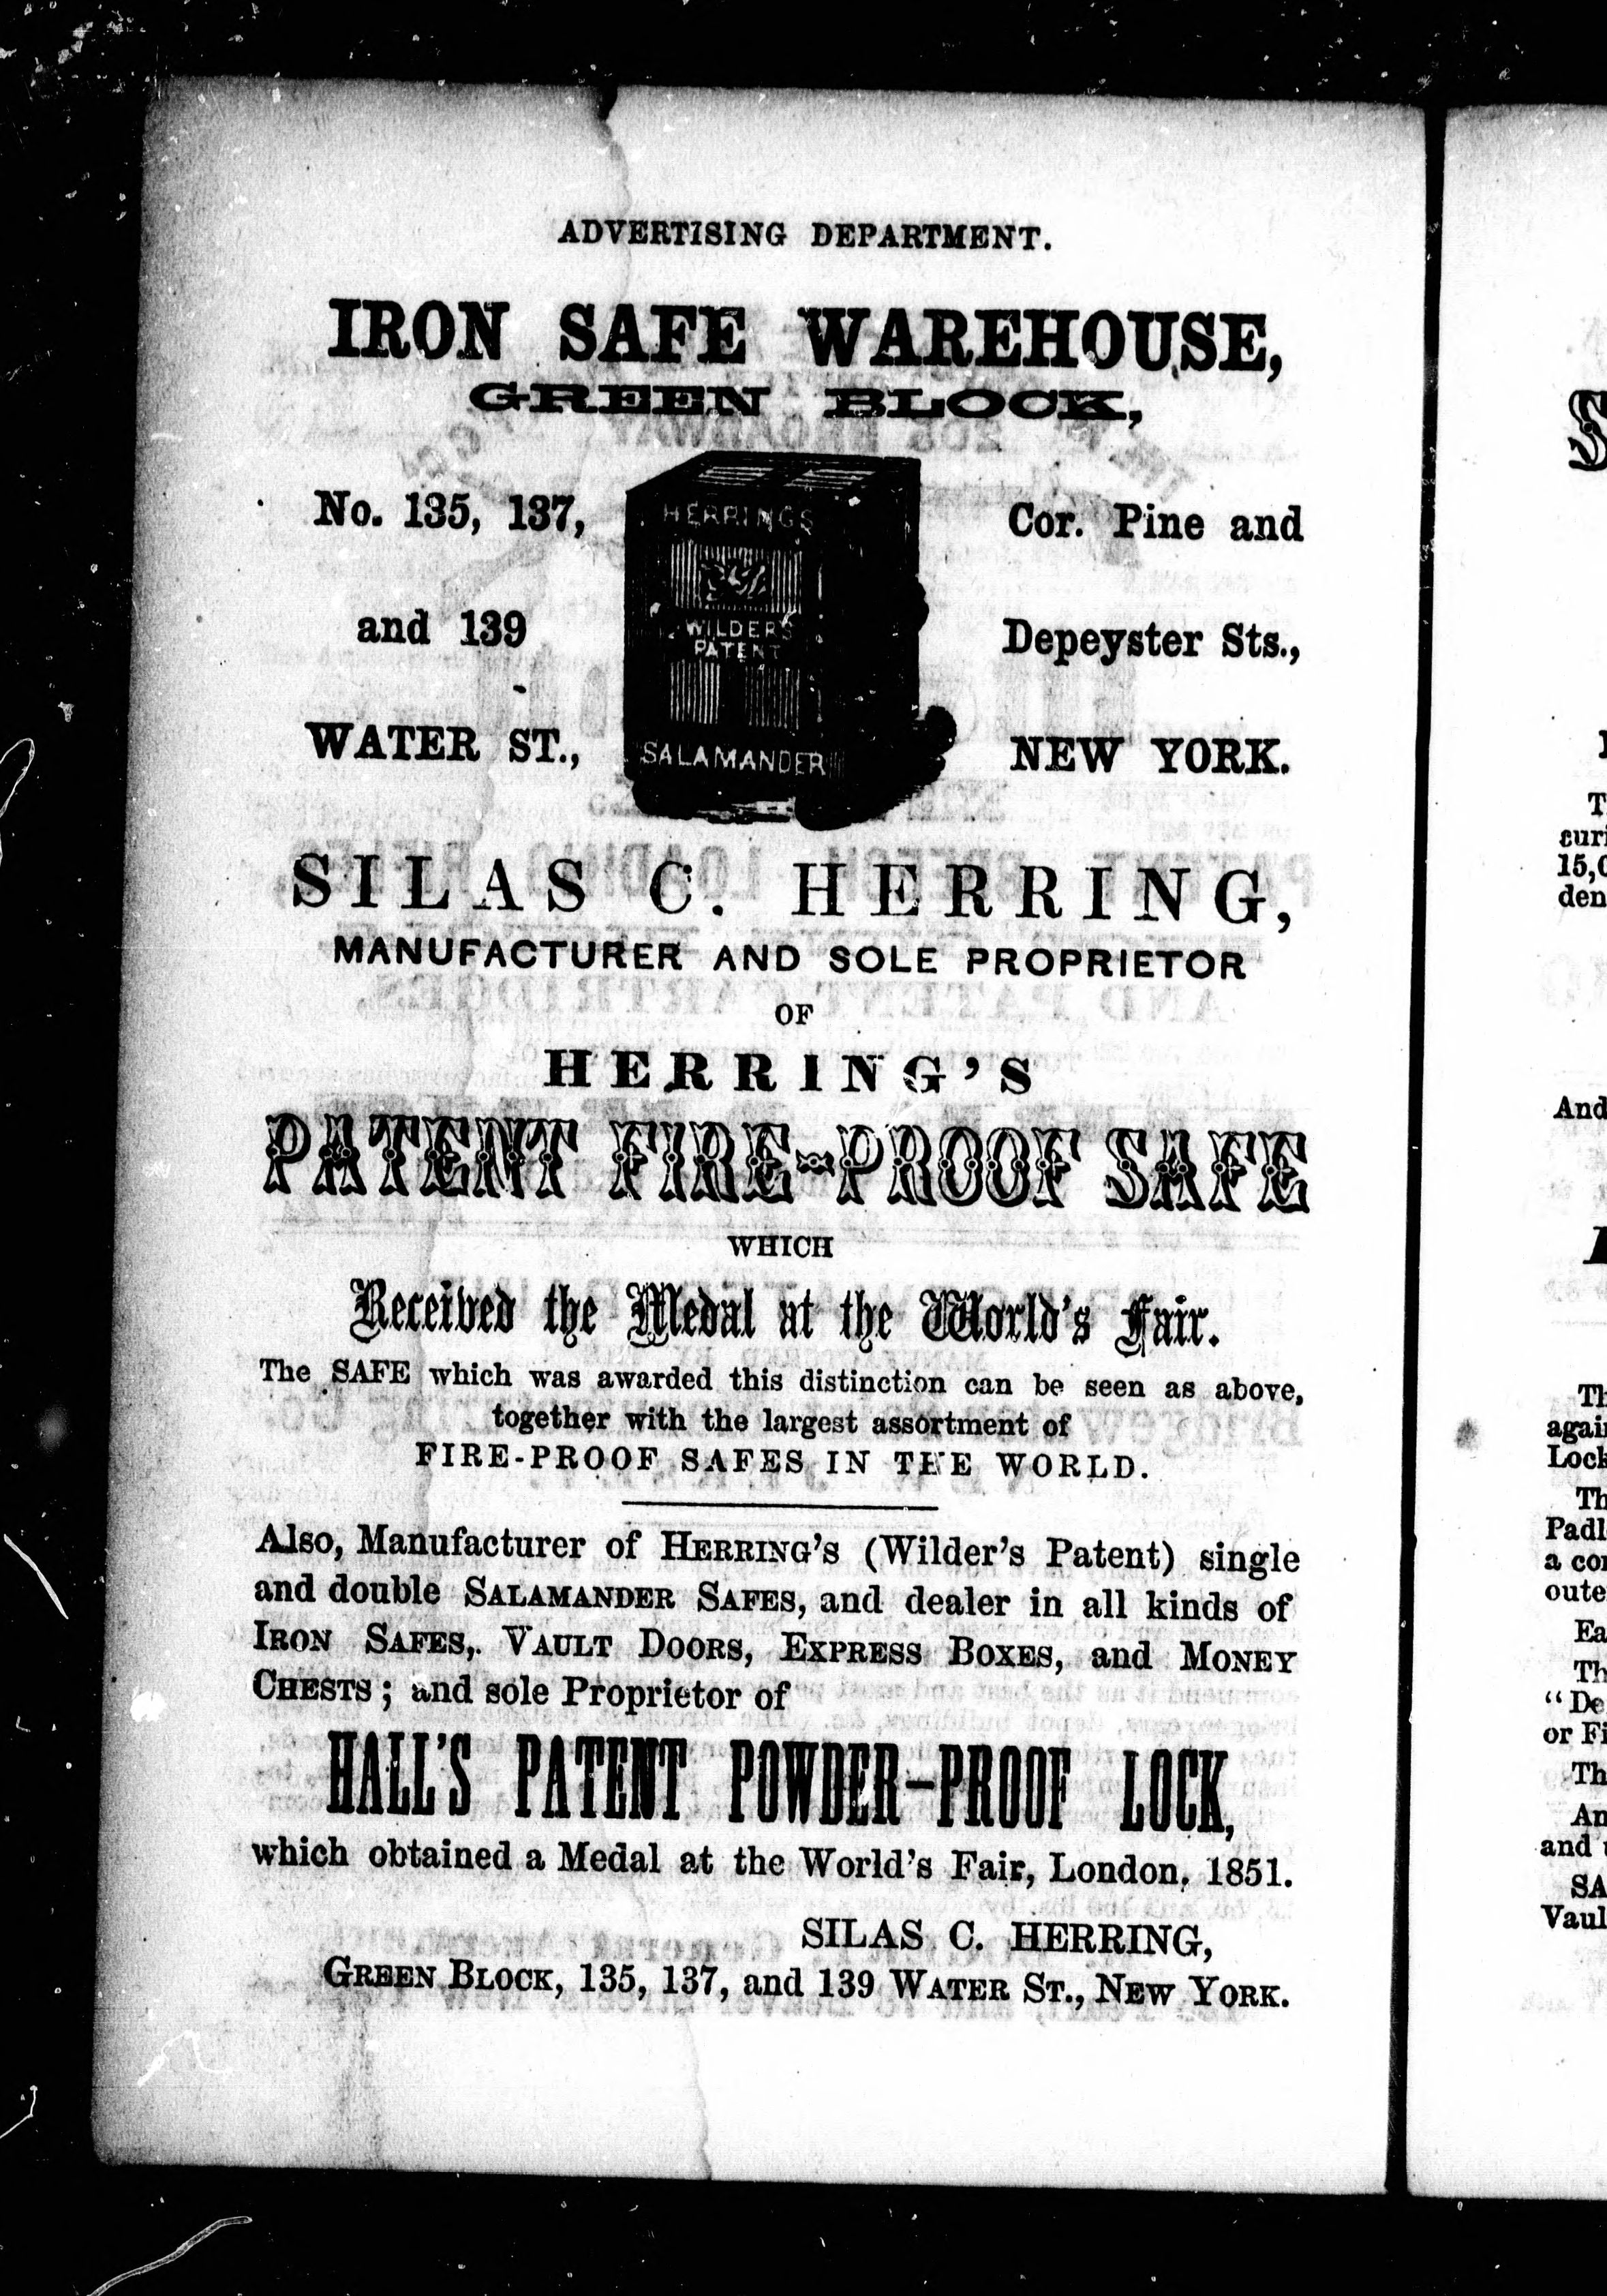 ADVERTISING DEPARTMENT.
IRON SAFE WAREHOUSE,
GREEN BLOCK,
No. 135, 137,
and 139
WATER ST.,
HERRINGS
WILDER'S
PATENT
SALAMANDER
Cor. Pine and
Depeyster Sts.,
NEW YORK.
SILAS C. HERRING,
MANUFACTURER AND SOLE PROPRIETOR
OF
HERRING'S
PATENT FIRE-PROOF SAFE
WHICH
Received the Medal at the World's Fair.
The SAFE which was awarded this distinction can be seen as above,
together with the largest assortment of
FIRE-PROOF SAFES IN THE WORLD.
Also, Manufacturer of HERRING'S (Wilder's Patent) single
and double SALAMANDER SAFES, and dealer in all kinds of
IRON SAFES, VAULT DOORS, EXPRESS BOXES, and MONEY
CHESTS; and sole Proprietor of
HALL'S PATENT POWDER-PROOF LOCK,
which obtained a Medal at the World's Fair, London, 1851.
SILAS C. HERRING,
GREEN BLOCK, 135, 137, and 139 WATER ST., NEW YORK.